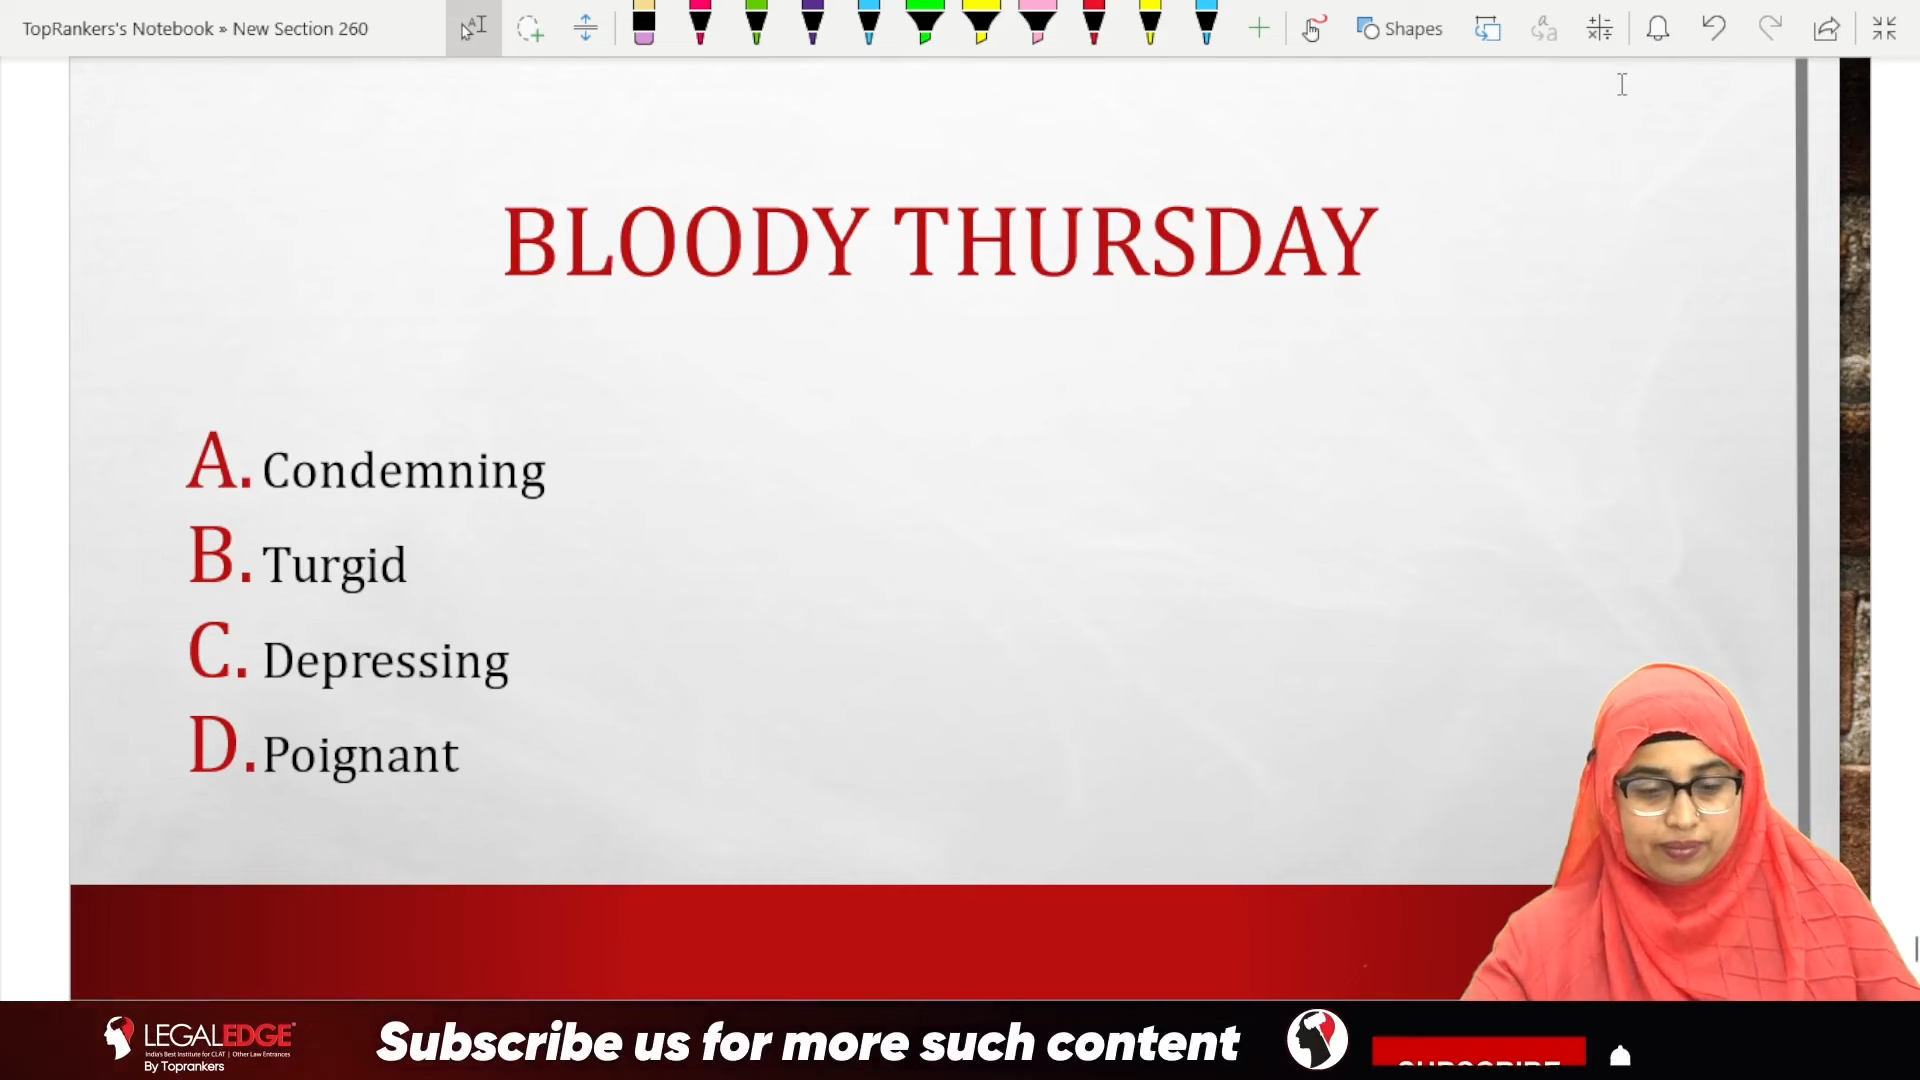 TopRankers's Notebook » New Section 260
Shapes
BLOODY THURSDAY
A. Condemning
B. Turgid
C. Depressing
D. Poignant
LEGALEDGE
India's Best Institute for CLAT | Other Law Entrances
By Toprankers
Subscribe us for more such content
SUBSCRIBE